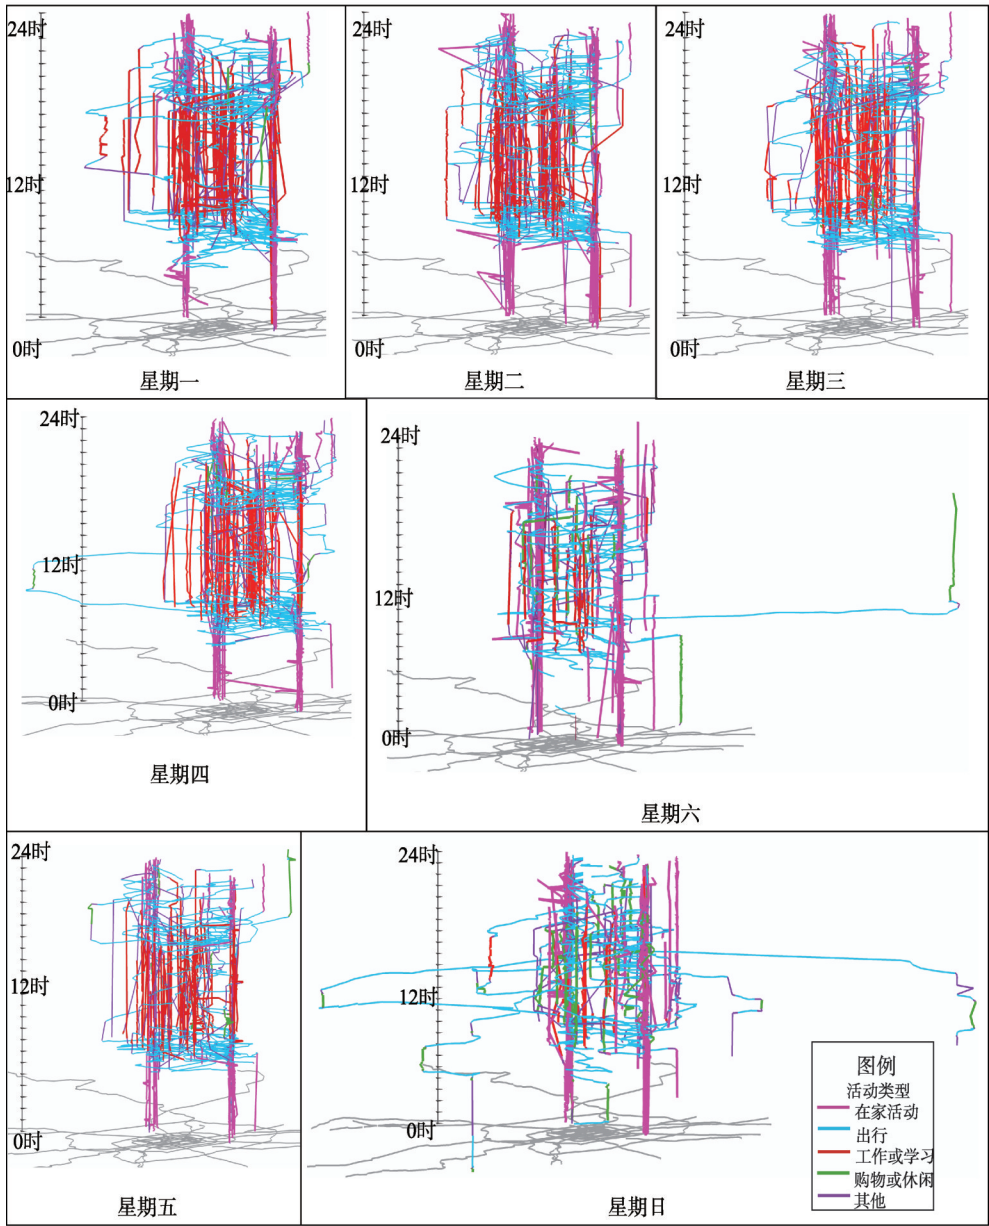 24时
12时
0时
星期一
24时
12时
0时
星期二
24时
12时
0时
星期三
24时
12时
0时
星期四
24时
12时
0时
星期六
24时
12时
0时
星期五
24时
12时
0时
星期日
图例
活动类型
在家活动
出行
工作或学习
购物或休闲
其他